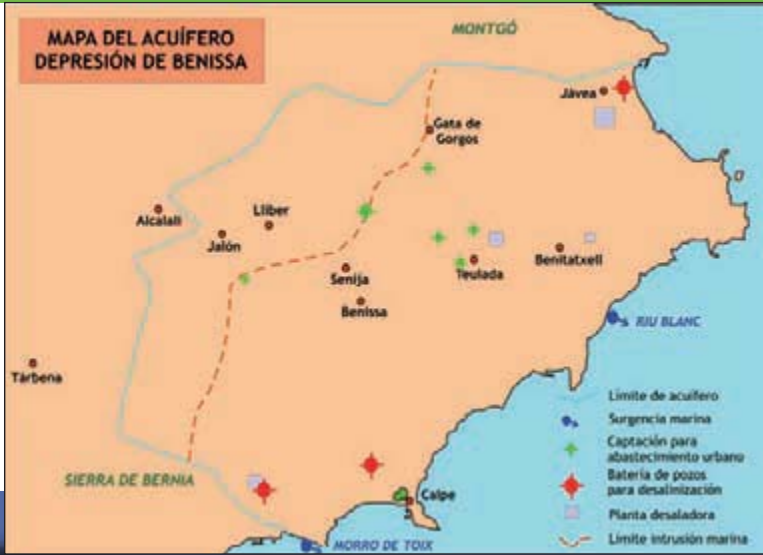 MAPA DEL ACUÍFERO
DEPRESIÓN DE BENISSA
MONTGÓ
Jávea
Gata de
Gorgos
Alcalalí
Lliber
Jalón
Senija
Teulada
Benitatxell
Benissa
RIU BLANC
Tárbena
SIERRA DE BERNIA
Calpe
MORRO DE TOIX
Límite de acuífero
Surgencia marina
Captación para
abastecimiento urbano
Batería de pozos
para desalinización
Planta desaladora
Límite intrusión marina